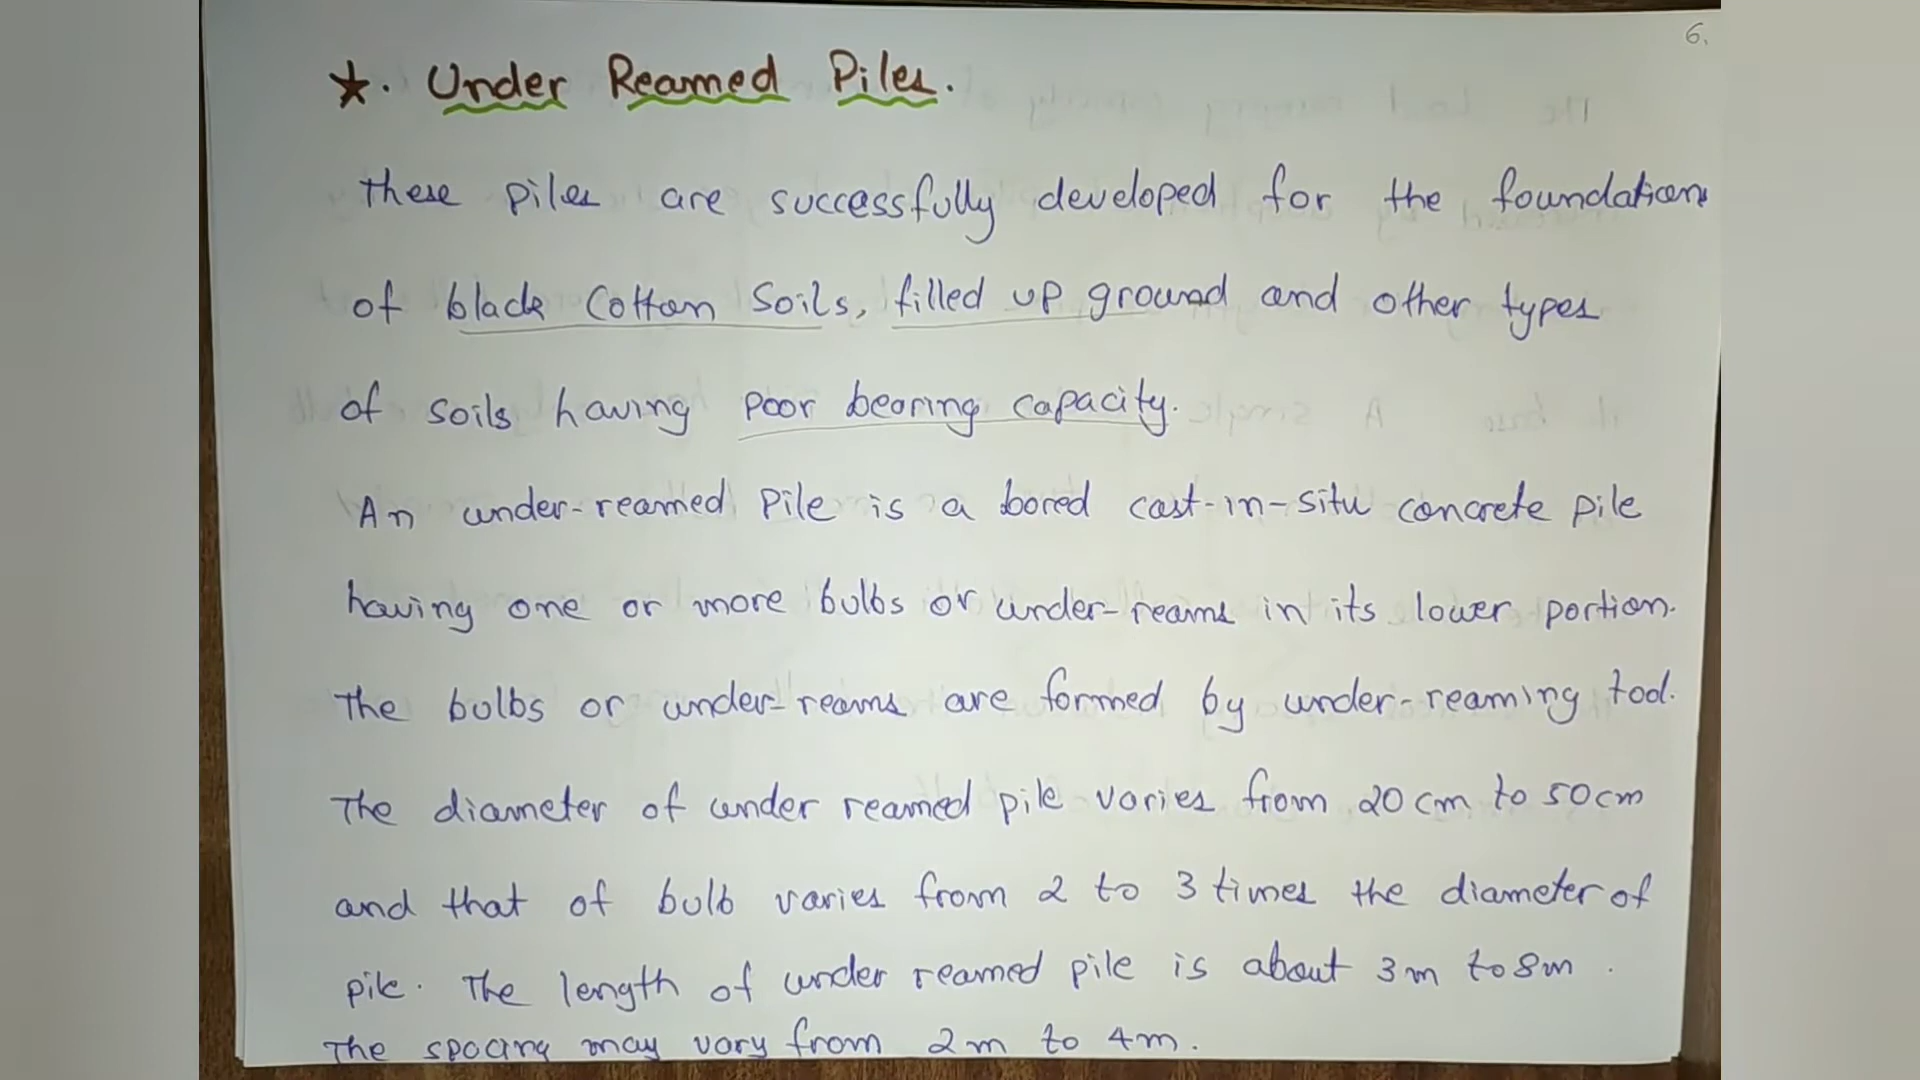 6.
★. Under Reamed Piles.
These piles are successfully developed for the foundations
of black Cotton Soils, filled up ground and other types
of soils having poor bearing capacity.
An under-reamed pile is a bored cast-in-situ concrete pile
having one or more bulbs or under-reams in its lower portion.
The bulbs or under-reams are formed by under-reaming tool.
The diameter of under reamed pile varies from 20 cm to 50 cm
and that of bulb varies from 2 to 3 times the diameter of
pile. The length of under reamed pile is about 3m to 8m.
The spacing may vary from 2m to 4m.